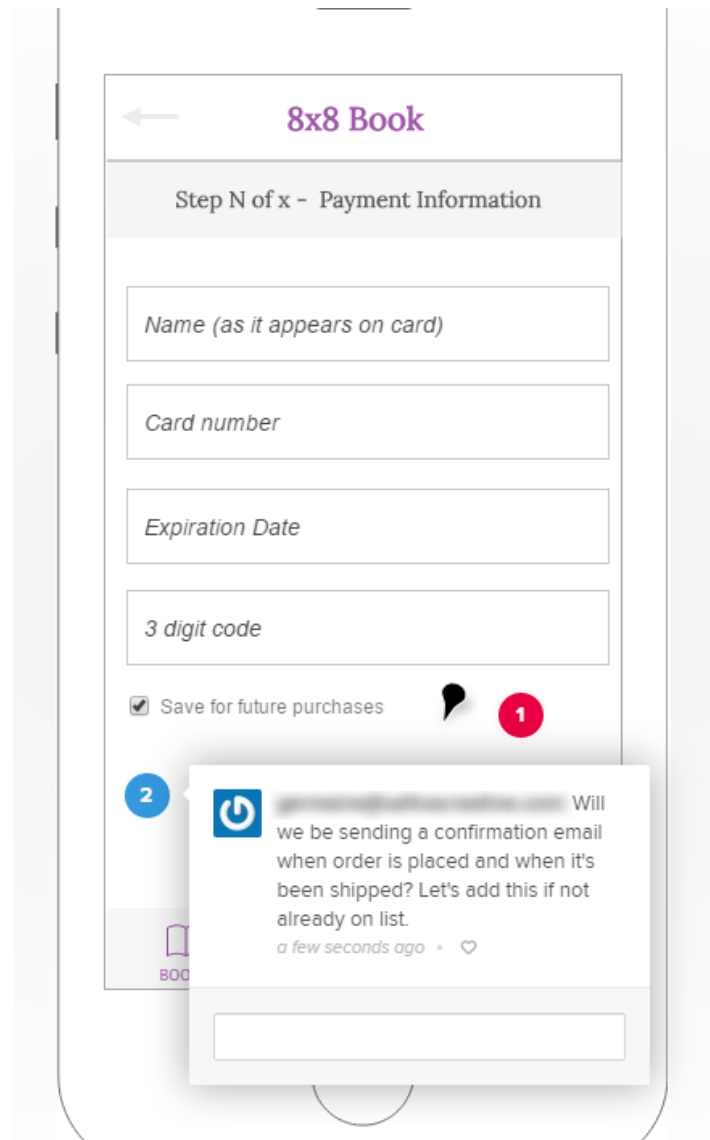 8x8 Book
Step N of x - Payment Information
Name (as it appears on card)
Card number
Expiration Date
3 digit code
Save for future purchases
1
2
Will
we be sending a confirmation email
when order is placed and when it's
been shipped? Let's add this if not
already on list.
a few seconds ago •